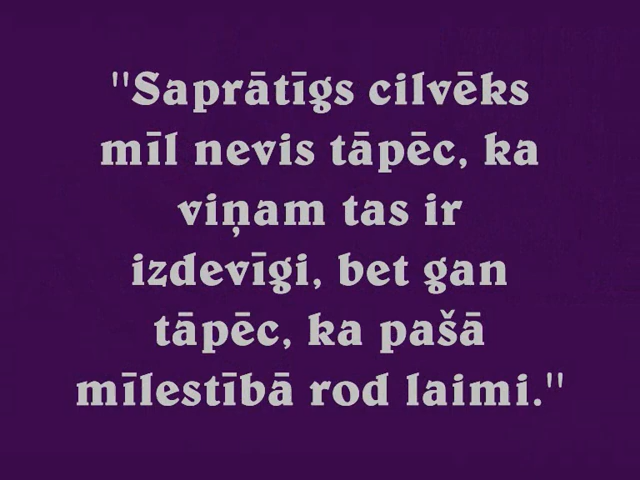 "Saprātīgs cilvēks
mīl nevis tāpēc, ka
viņam tas ir
izdevīgi, bet gan
tāpēc, ka pašā
mīlestībā rod laimi."